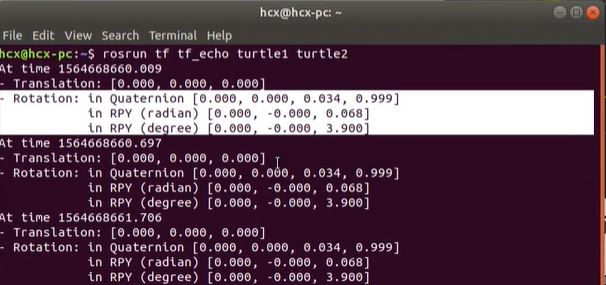 hcx@hcx-pc: ~
File Edit View Search Terminal Help
hcx@hcx-pc:~$ rosrun tf tf_echo turtle1 turtle2
At time 1564668660.009
- Translation: [0.000, 0.000, 0.000]
- Rotation: in Quaternion [0.000, 0.000, 0.034, 0.999]
in RPY (radian) [0.000, -0.000, 0.068]
in RPY (degree) [0.000, -0.000, 3.900]
At time 1564668660.697
- Translation: [0.000, 0.000, 0.000]
- Rotation: in Quaternion [0.000, 0.000, 0.034, 0.999]
in RPY (radian) [0.000, -0.000, 0.068]
in RPY (degree) [0.000, -0.000, 3.900]
At time 1564668661.706
- Translation: [0.000, 0.000, 0.000]
- Rotation: in Quaternion [0.000, 0.000, 0.034, 0.999]
in RPY (radian) [0.000, -0.000, 0.068]
in RPY (degree) [0.000, -0.000, 3.900]